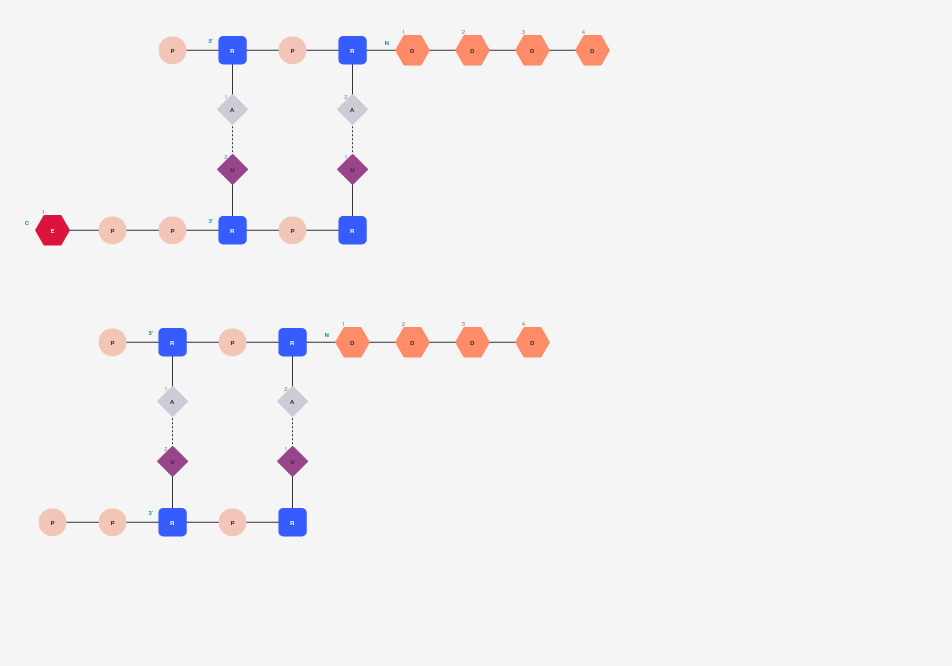 1 2 3 4
5' N
P R P R D D D D
1 2
A A
2 1
U U
1
C 3'
E P P R P R
1 2 3 4
5' N
P R P R D D D D
1 2
A A
2 1
U U
3'
P P R P R